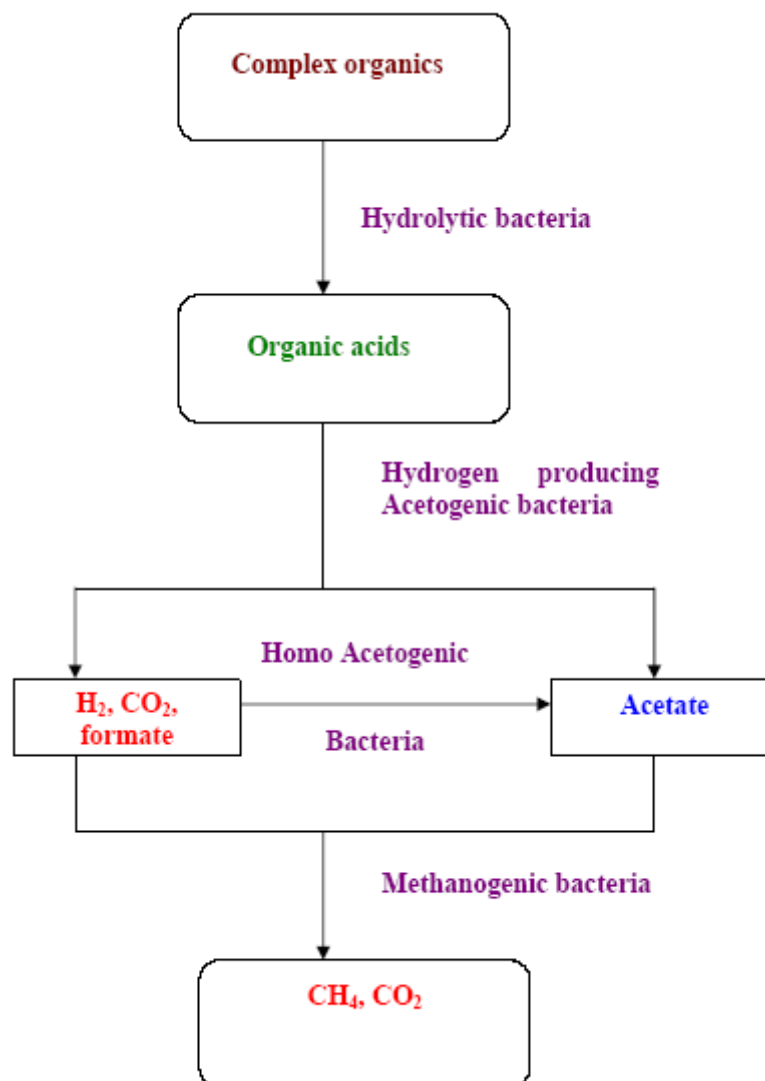 Complex organics
Hydrolytic bacteria
Organic acids
Hydrogen producing
Acetogenic bacteria
Homo Acetogenic
H₂, CO₂,
formate
Acetate
Bacteria
Methanogenic bacteria
CH₄, CO₂